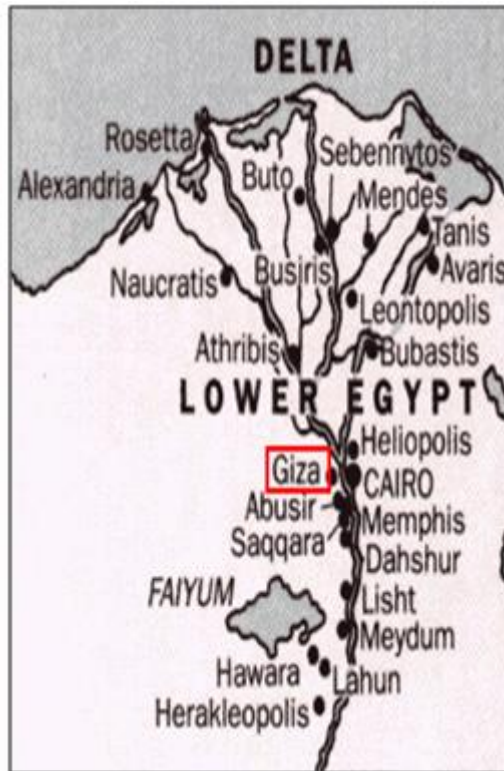 DELTA
Rosetta
Sebennytos
Alexandria
Buto
Mendes
Tanis
Naucratis
Busiris
Avaris
Leontopolis
Athribis
Bubastis
LOWER EGYPT
Heliopolis
Giza
CAIRO
Abusir
Memphis
Saqqara
Dahshur
FAIYUM
Lisht
Meydum
Hawara
Lahun
Herakleopolis